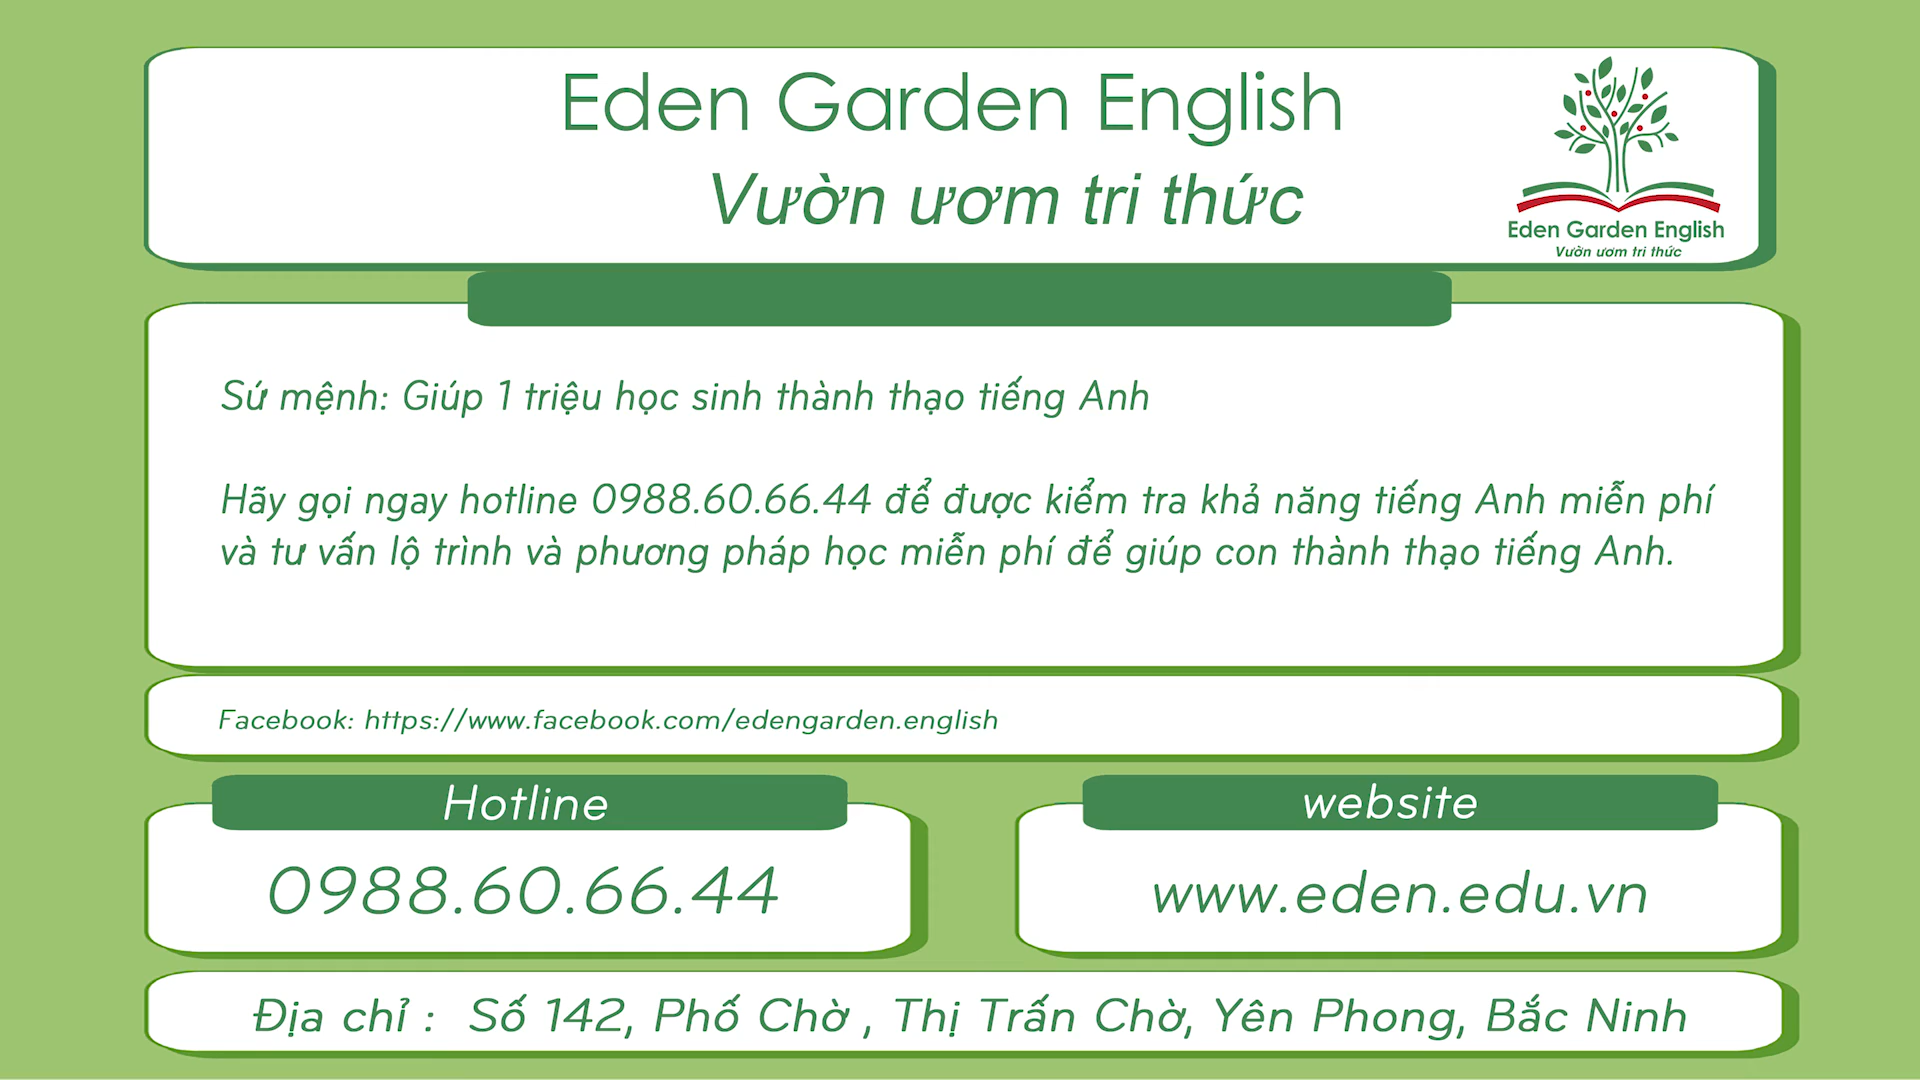 Eden Garden English
Vườn ươm tri thức
Eden Garden English
Vườn ươm tri thức
Sứ mệnh: Giúp 1 triệu học sinh thành thạo tiếng Anh
Hãy gọi ngay hotline 0988.60.66.44 để được kiểm tra khả năng tiếng Anh miễn phí
và tư vấn lộ trình và phương pháp học miễn phí để giúp con thành thạo tiếng Anh.
Facebook: https://www.facebook.com/edengarden.english
Hotline
0988.60.66.44
website
www.eden.edu.vn
Địa chỉ : Số 142, Phố Chờ , Thị Trấn Chờ, Yên Phong, Bắc Ninh